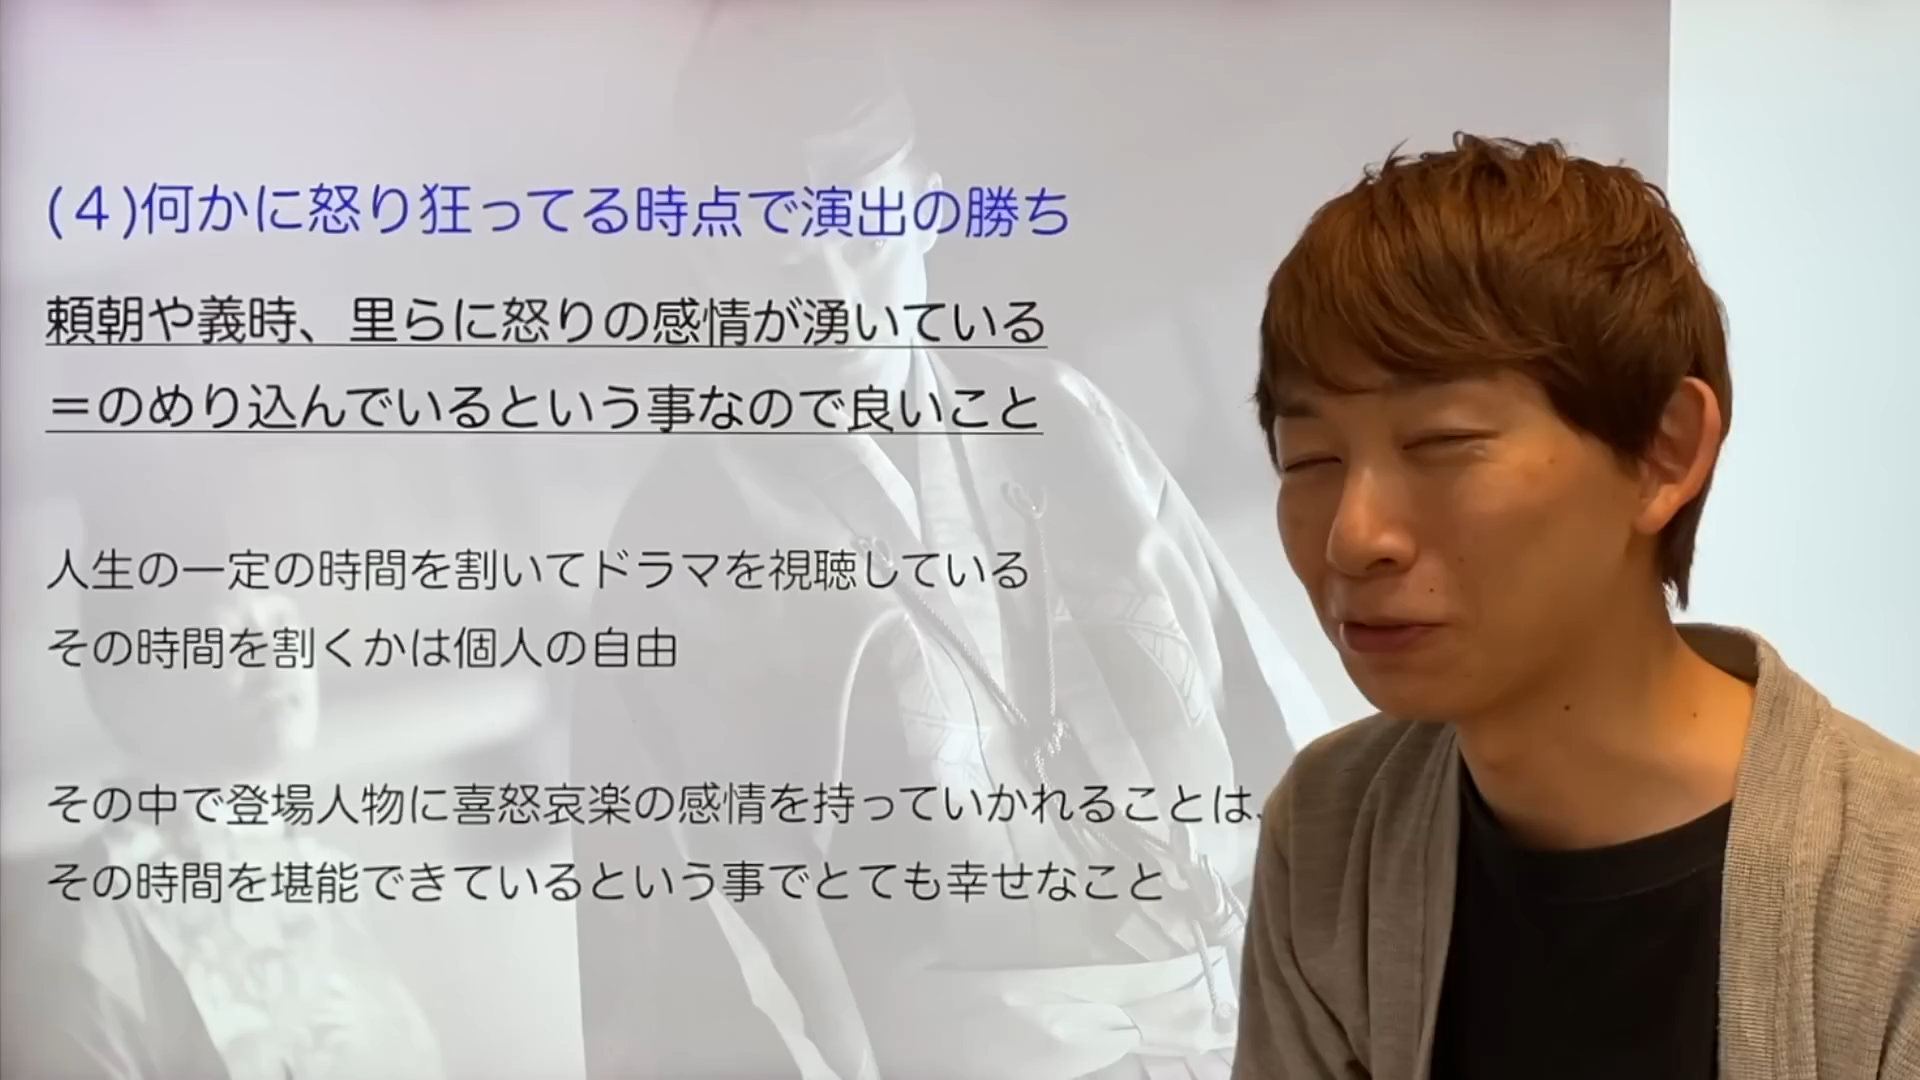 (４)何かに怒り狂ってる時点で演出の勝ち
頼朝や義時、里らに怒りの感情が湧いている
＝のめり込んでいるという事なので良いこと
人生の一定の時間を割いてドラマを視聴している
その時間を割くかは個人の自由
その中で登場人物に喜怒哀楽の感情を持っていかれることは、
その時間を堪能できているという事でとても幸せなこと